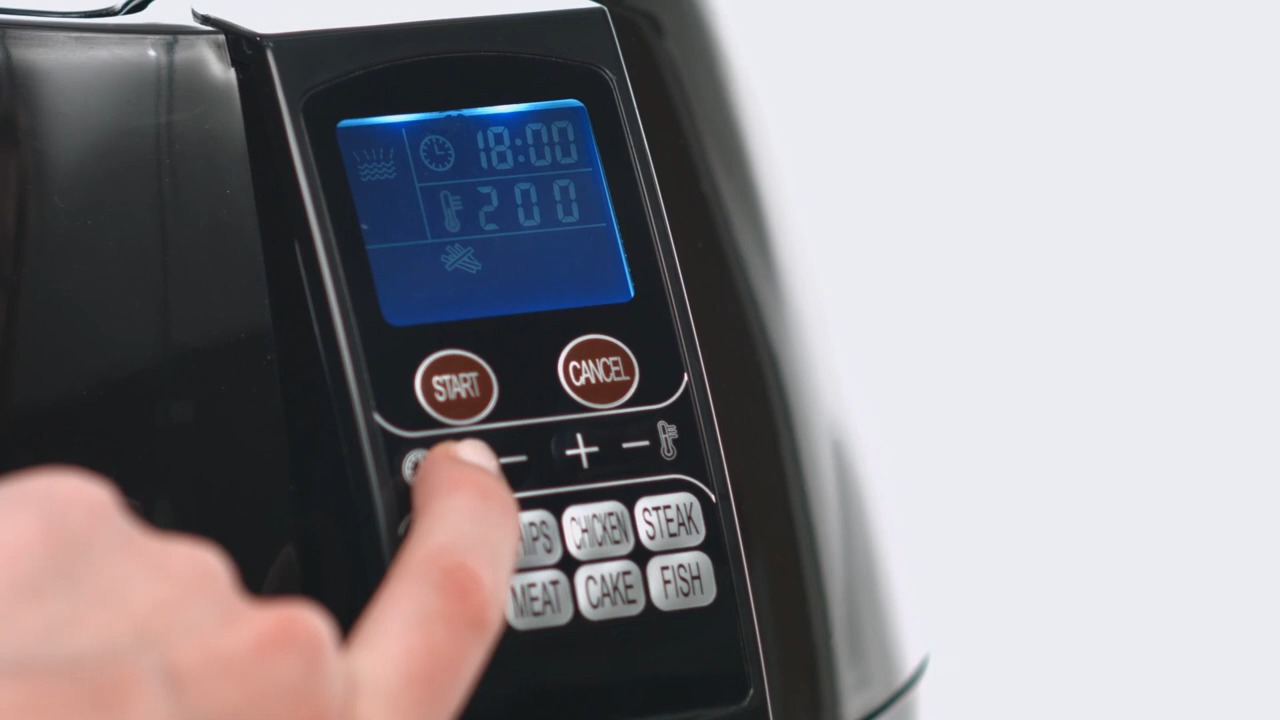 18:00
200
START CANCEL
− + −
CHICKEN STEAK
MEAT CAKE FISH